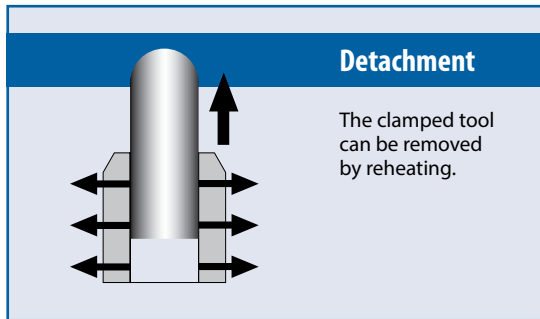 Detachment
The clamped tool
can be removed
by reheating.